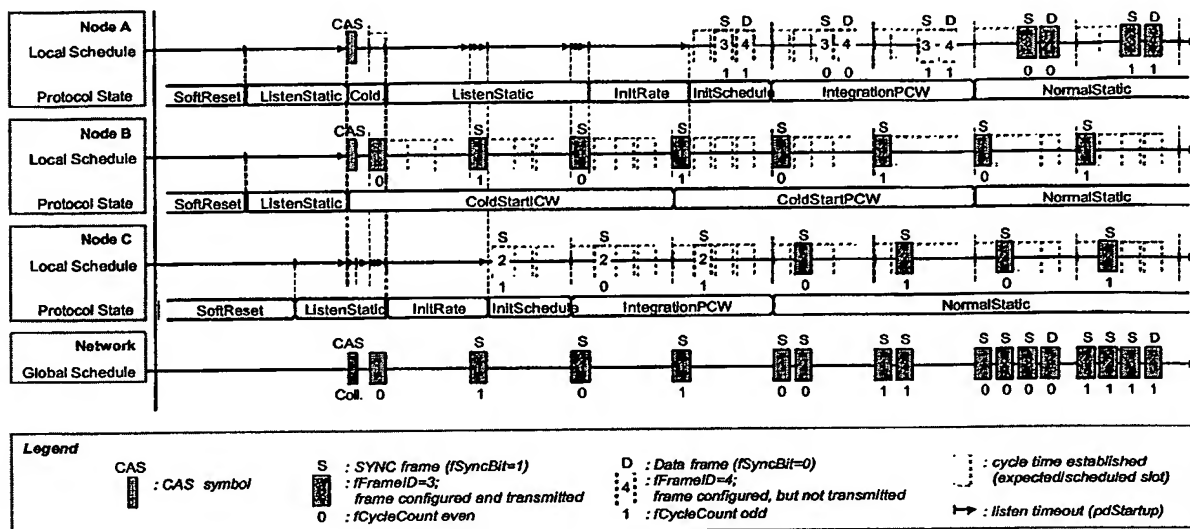 Node A
Local Schedule
CAS S D S D S D S D
3 4 3 4 3 4
1 1 0 0 1 1 0 0 1 1
Protocol State
SoftReset ListenStatic Cold ListenStatic InitRate InitSchedule IntegrationPCW NormalStatic
Node B
Local Schedule
CAS S S S S S S S
0 1 0 1 0 1 0 1
Protocol State
SoftReset ListenStatic ColdStartICW ColdStartPCW NormalStatic
Node C
Local Schedule
S S S S S S S
2 2 2
1 0 1 0 1 0 1
Protocol State
SoftReset ListenStatic InitRate InitSchedule IntegrationPCW NormalStatic
Network
Global Schedule
CAS S S S S S S S S S S D S S S D
Coll. 0 1 0 1 0 0 1 1 0 0 0 0 1 1 1 1
Legend
CAS
: CAS symbol
S : SYNC frame (fSyncBit=1)
: fFrameID=3;
frame configured and transmitted
0 : fCycleCount even
D : Data frame (fSyncBit=0)
4 : fFrameID=4;
frame configured, but not transmitted
1 : fCycleCount odd
: cycle time established
(expected/scheduled slot)
: listen timeout (pdStartup)